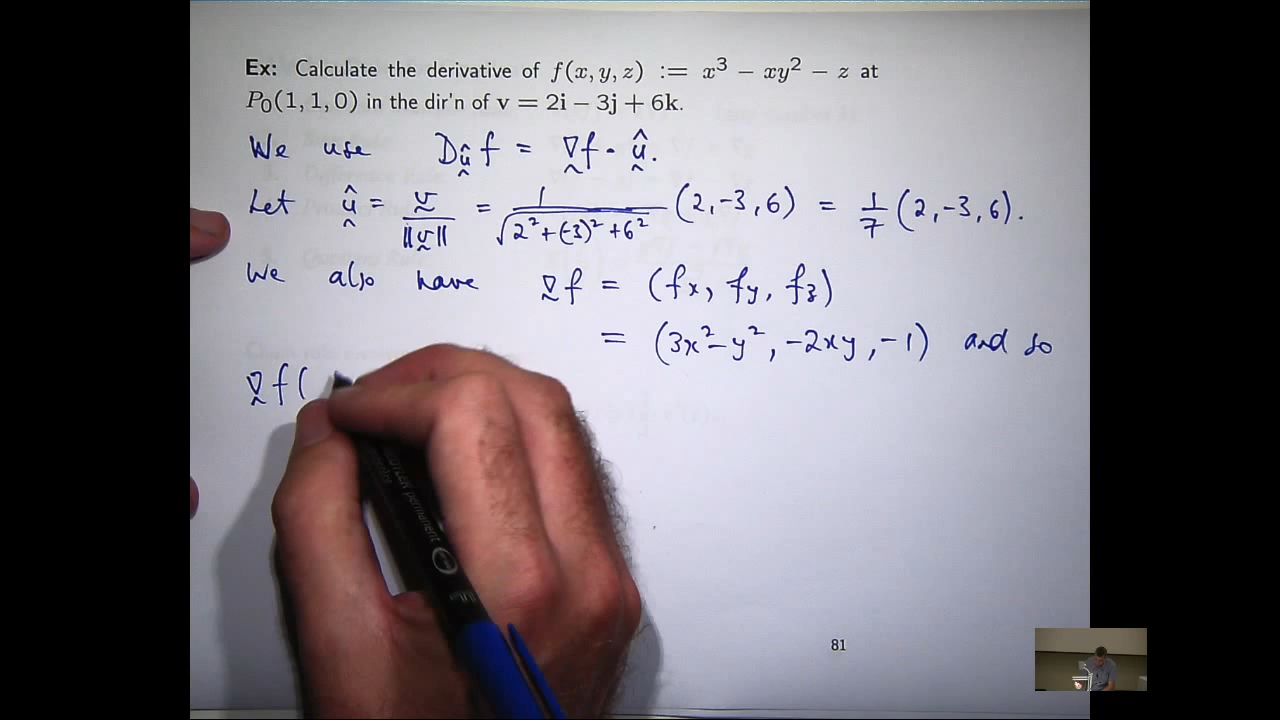 Ex: Calculate the derivative of f(x, y, z) := x³ − xy² − z at
P₀(1, 1, 0) in the dir'n of v = 2i − 3j + 6k.
We use D_û f = ∇f · û.
Let û = v/‖v‖ = 1/√(2² + (-3)² + 6²) (2, -3, 6) = 1/7 (2, -3, 6).
We also have ∇f = (fx, fy, fz)
= (3x² - y², -2xy, -1) and so
∇f(
permanent
81